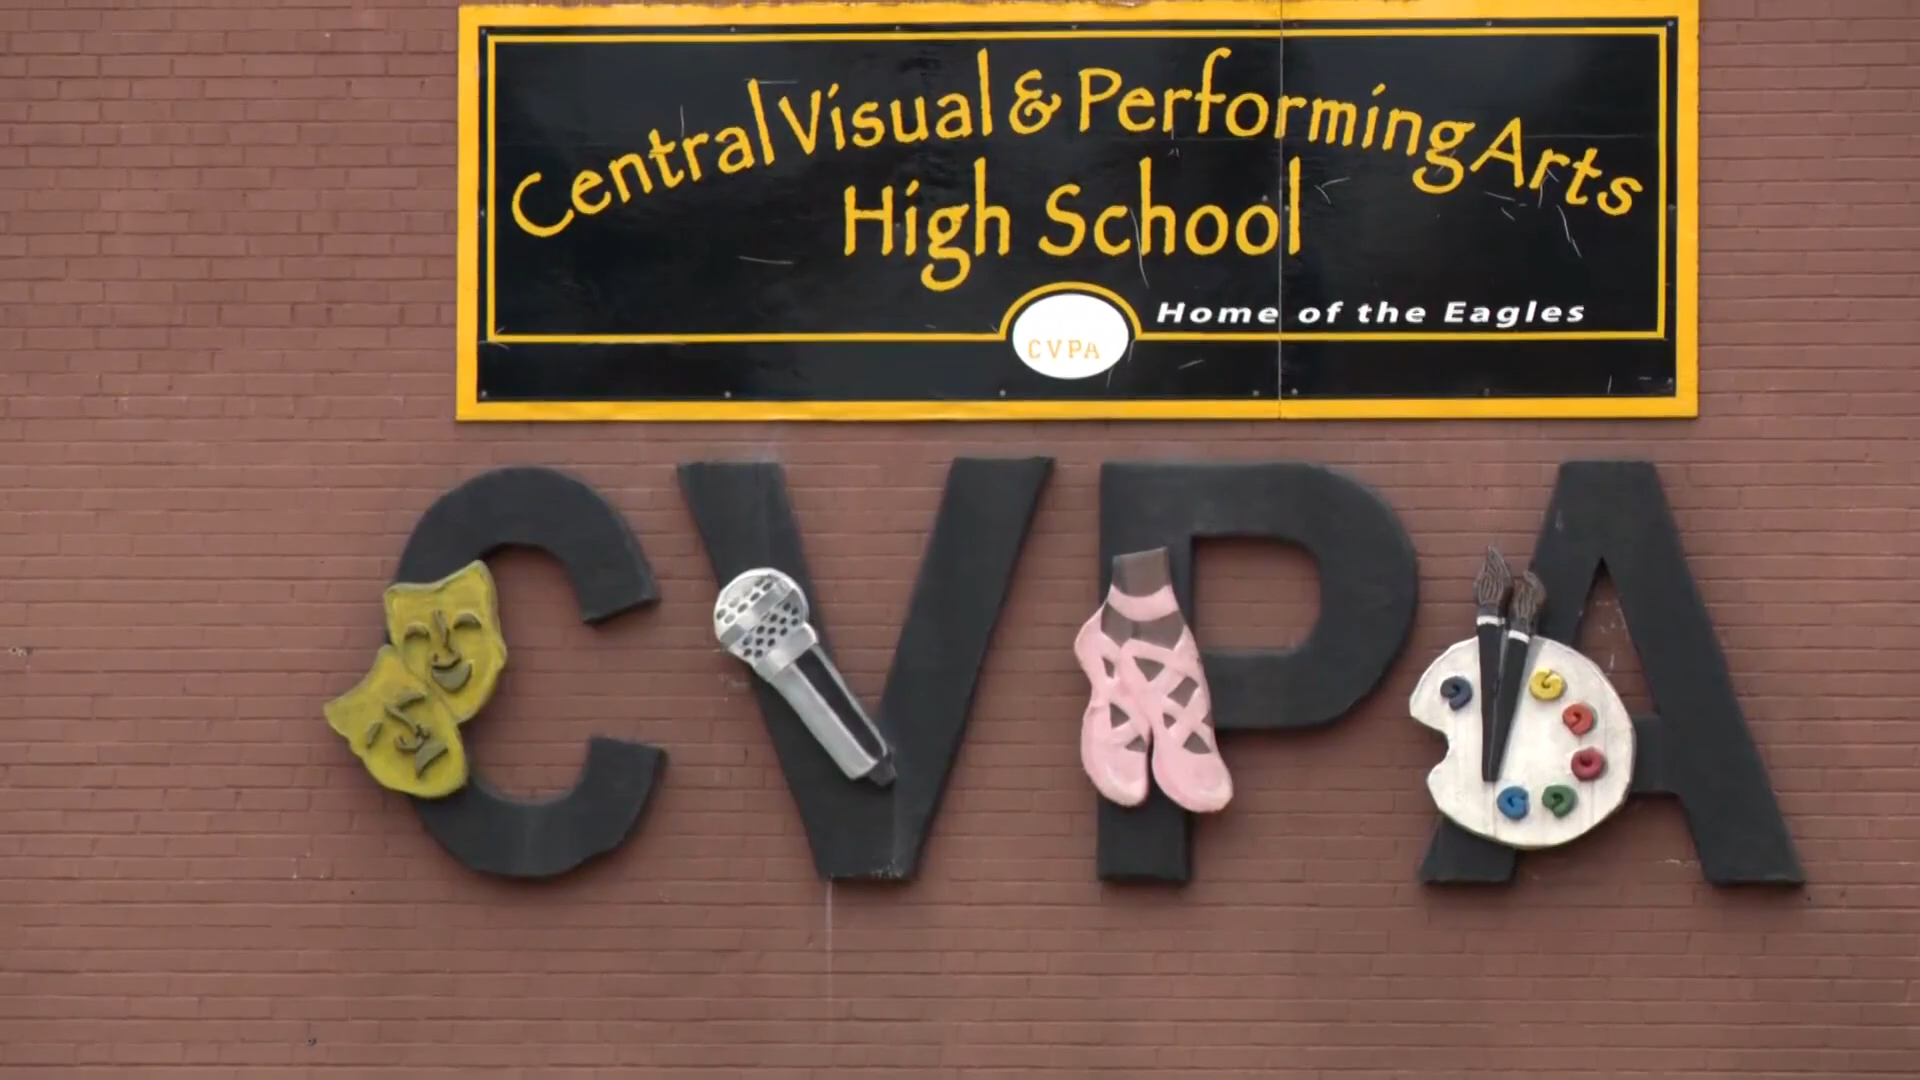 Central Visual & Performing Arts
High School
Home of the Eagles
CVPA
CVPA